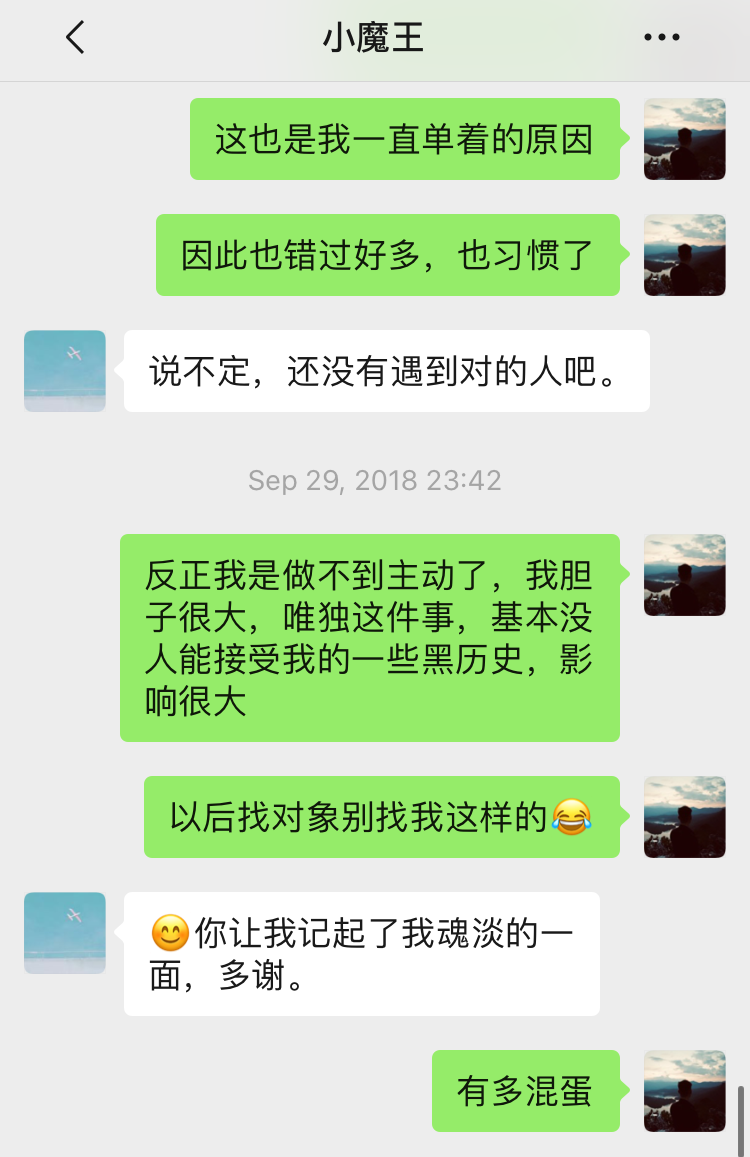 小魔王
这也是我一直单着的原因
因此也错过好多，也习惯了
说不定，还没有遇到对的人吧。
Sep 29, 2018 23:42
反正我是做不到主动了，我胆
子很大，唯独这件事，基本没
人能接受我的一些黑历史，影
响很大
以后找对象别找我这样的😂
😊你让我记起了我魂淡的一
面，多谢。
有多混蛋